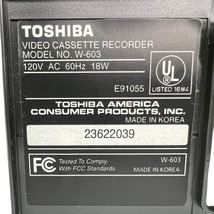 TOSHIBA
VIDEO CASSETTE RECORDER
MODEL NO. W-603
120V AC 60Hz 18W
UL
LISTED 16M4
E91055
TOSHIBA AMERICA
CONSUMER PRODUCTS, INC.
MADE IN KOREA
23622039
FC Tested To Comply
With FCC Standards
W-603
MADE IN KOREA